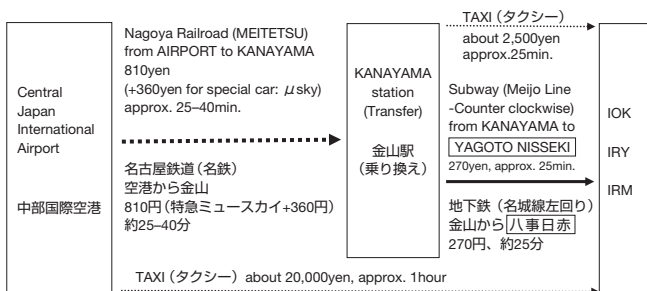 Central
Japan
International
Airport
中部国際空港
Nagoya Railroad (MEITETSU)
from AIRPORT to KANAYAMA
810yen
(+360yen for special car: μsky)
approx. 25–40min.
名古屋鉄道(名鉄)
空港から金山
810円(特急ミュースカイ+360円)
約25–40分
KANAYAMA
station
(Transfer)
金山駅
(乗り換え)
TAXI(タクシー)
about 2,500yen
approx.25min.
Subway (Meijo Line
-Counter clockwise)
from KANAYAMA to
YAGOTO NISSEKI
270yen, approx. 25min.
地下鉄(名城線左回り)
金山から八事日赤
270円、約25分
IOK
IRY
IRM
TAXI(タクシー) about 20,000yen, approx. 1hour